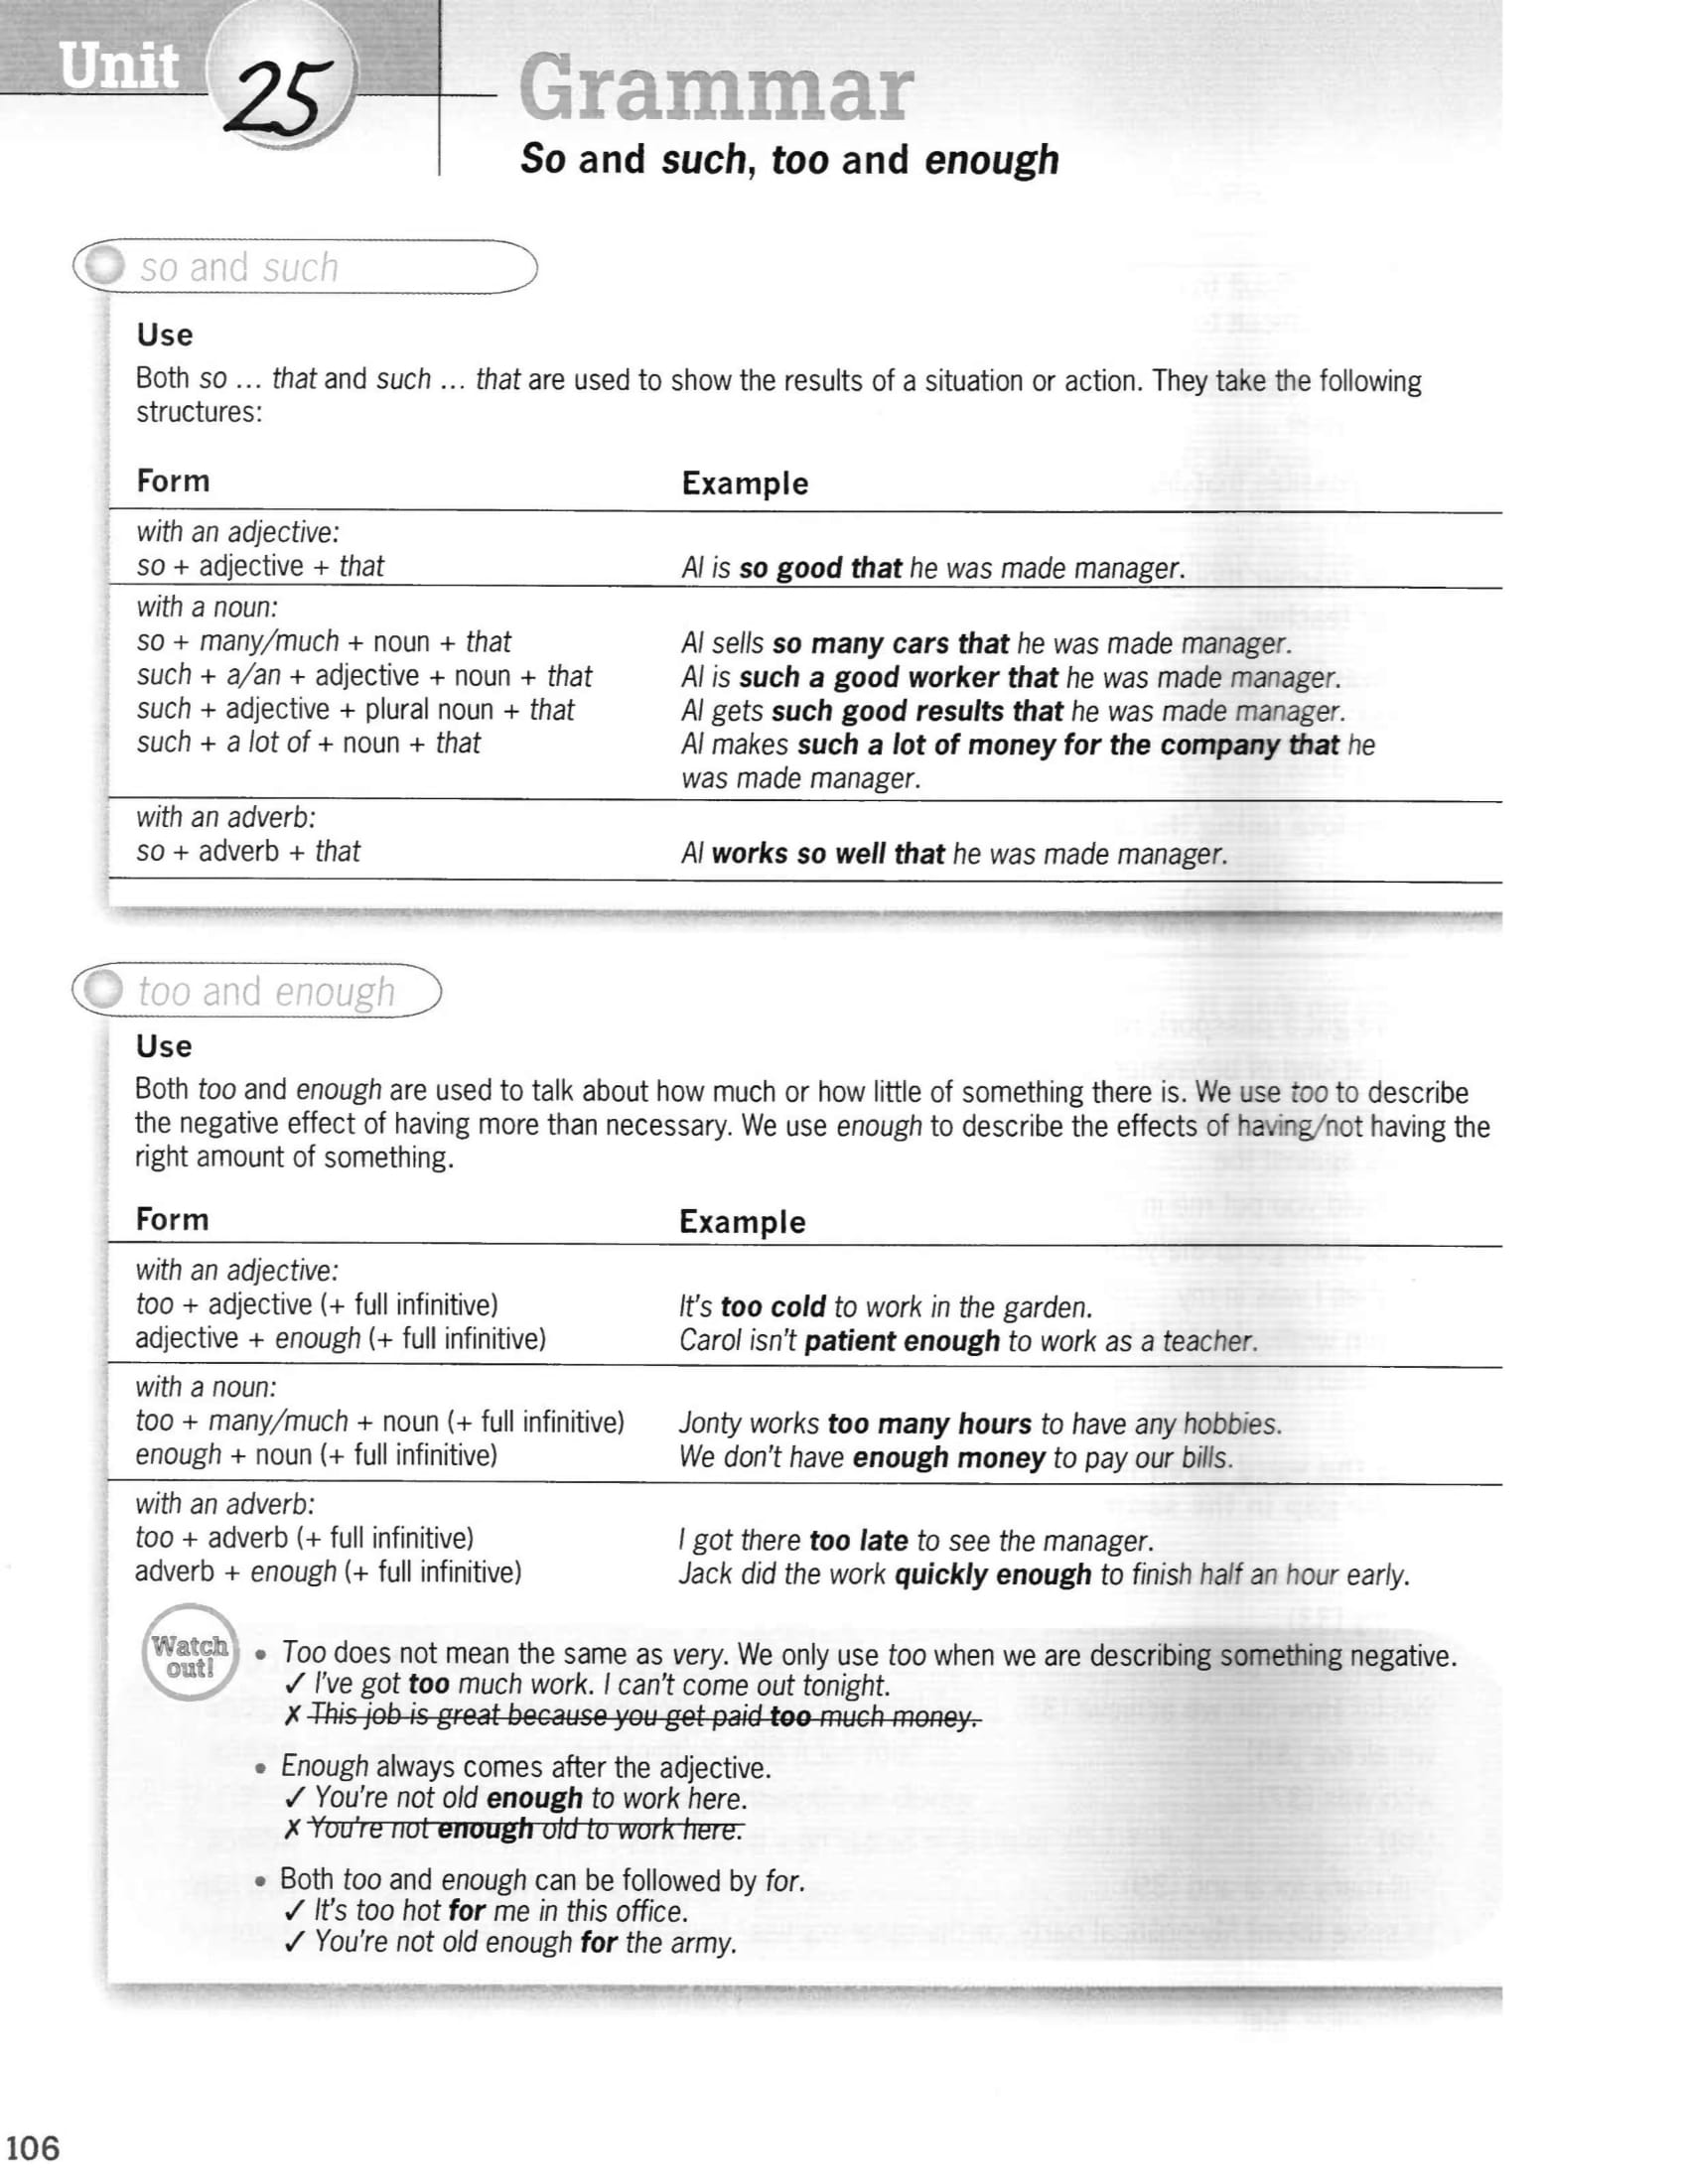 Unit 25
Grammar
So and such, too and enough
so and such
Use
Both so ... that and such ... that are used to show the results of a situation or action. They take the following
structures:
Form Example
with an adjective:
so + adjective + that Al is so good that he was made manager.
with a noun:
so + many/much + noun + that Al sells so many cars that he was made manager.
such + a/an + adjective + noun + that Al is such a good worker that he was made manager.
such + adjective + plural noun + that Al gets such good results that he was made manager.
such + a lot of + noun + that Al makes such a lot of money for the company that he
was made manager.
with an adverb:
so + adverb + that Al works so well that he was made manager.
too and enough
Use
Both too and enough are used to talk about how much or how little of something there is. We use too to describe
the negative effect of having more than necessary. We use enough to describe the effects of having/not having the
right amount of something.
Form Example
with an adjective:
too + adjective (+ full infinitive) It's too cold to work in the garden.
adjective + enough (+ full infinitive) Carol isn't patient enough to work as a teacher.
with a noun:
too + many/much + noun (+ full infinitive) Jonty works too many hours to have any hobbies.
enough + noun (+ full infinitive) We don't have enough money to pay our bills.
with an adverb:
too + adverb (+ full infinitive) I got there too late to see the manager.
adverb + enough (+ full infinitive) Jack did the work quickly enough to finish half an hour early.
Watch
out!
• Too does not mean the same as very. We only use too when we are describing something negative.
✓ I've got too much work. I can't come out tonight.
✗ This job is great because you get paid too much money.
• Enough always comes after the adjective.
✓ You're not old enough to work here.
✗ You're not enough old to work here.
• Both too and enough can be followed by for.
✓ It's too hot for me in this office.
✓ You're not old enough for the army.
106